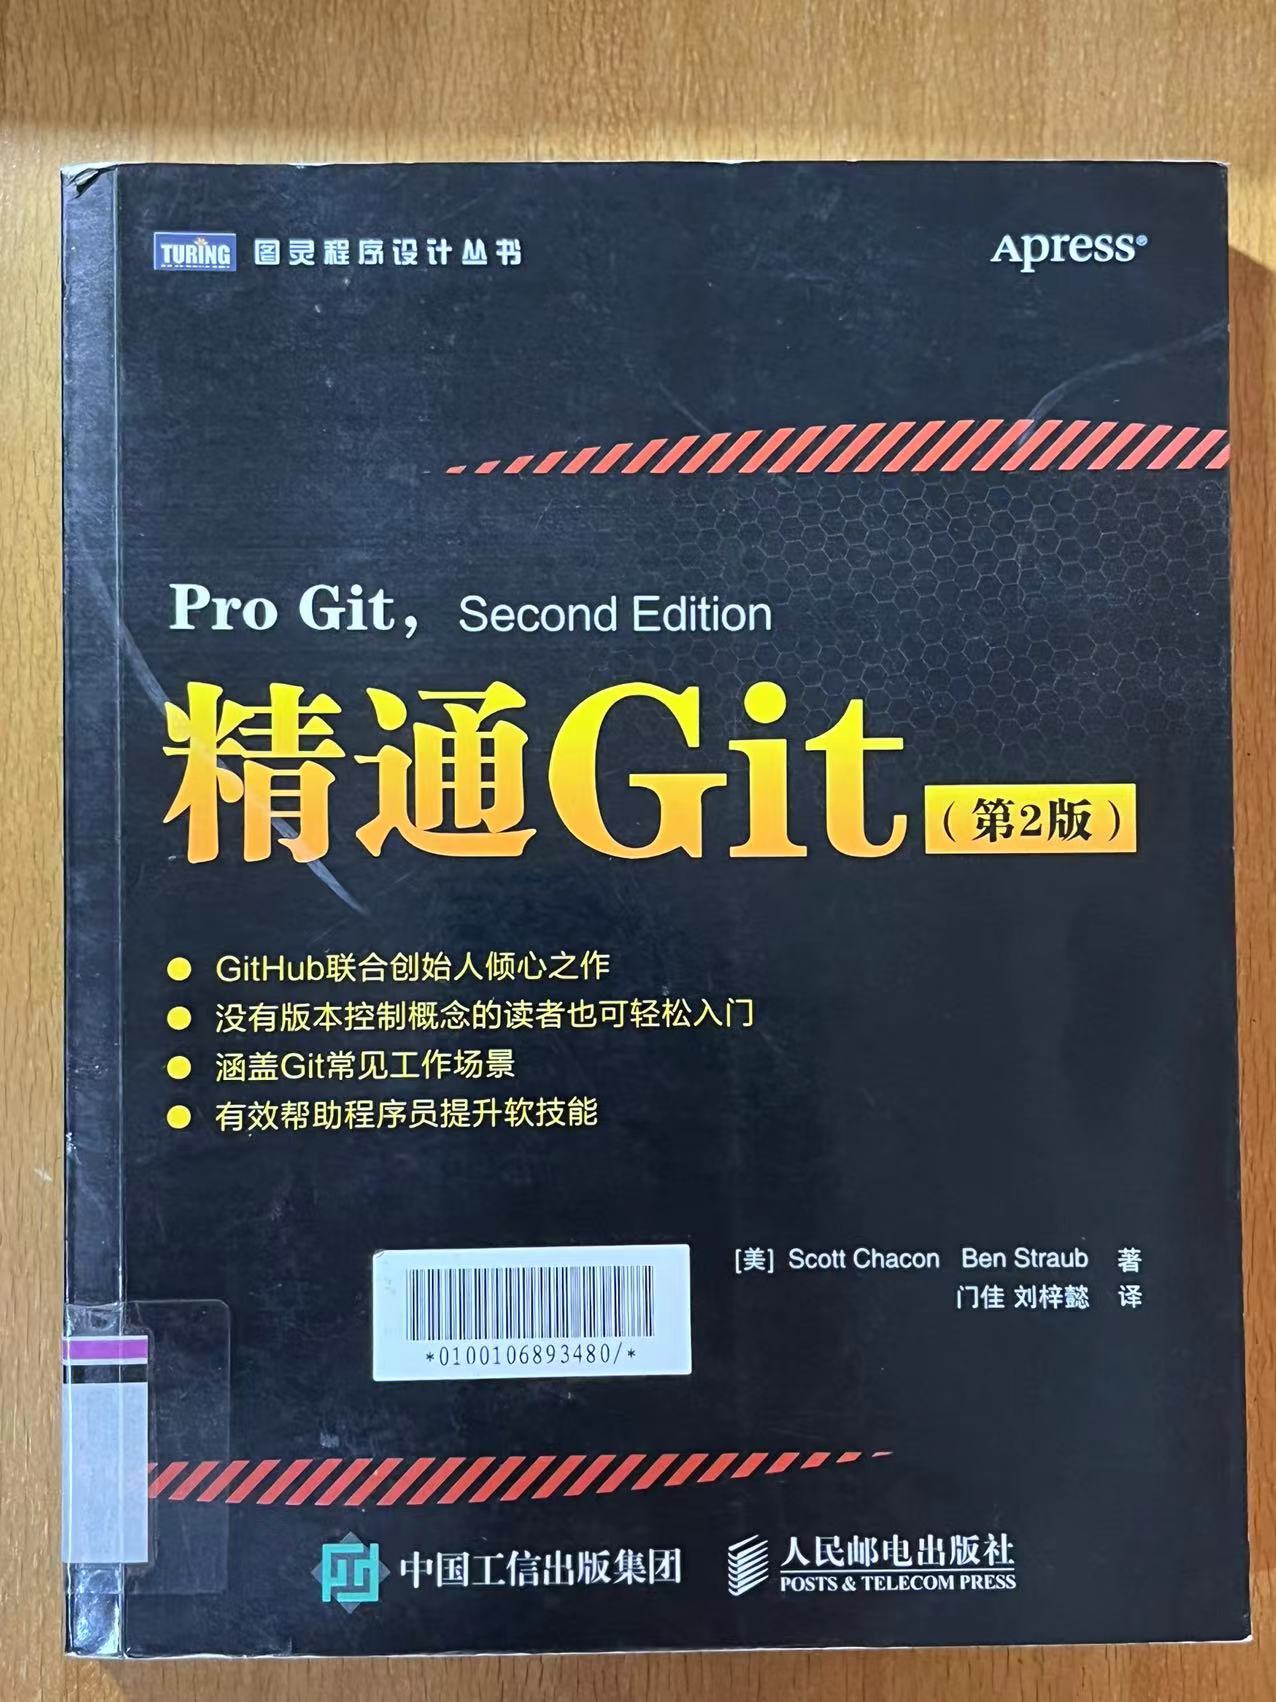 TURING 图灵程序设计丛书
Apress®
Pro Git, Second Edition
精通Git（第2版）
● GitHub联合创始人倾心之作
● 没有版本控制概念的读者也可轻松入门
● 涵盖Git常见工作场景
● 有效帮助程序员提升软技能
[美] Scott Chacon Ben Straub 著
门佳 刘梓懿 译
*0100106893480/*
中国工信出版集团
人民邮电出版社
POSTS & TELECOM PRESS